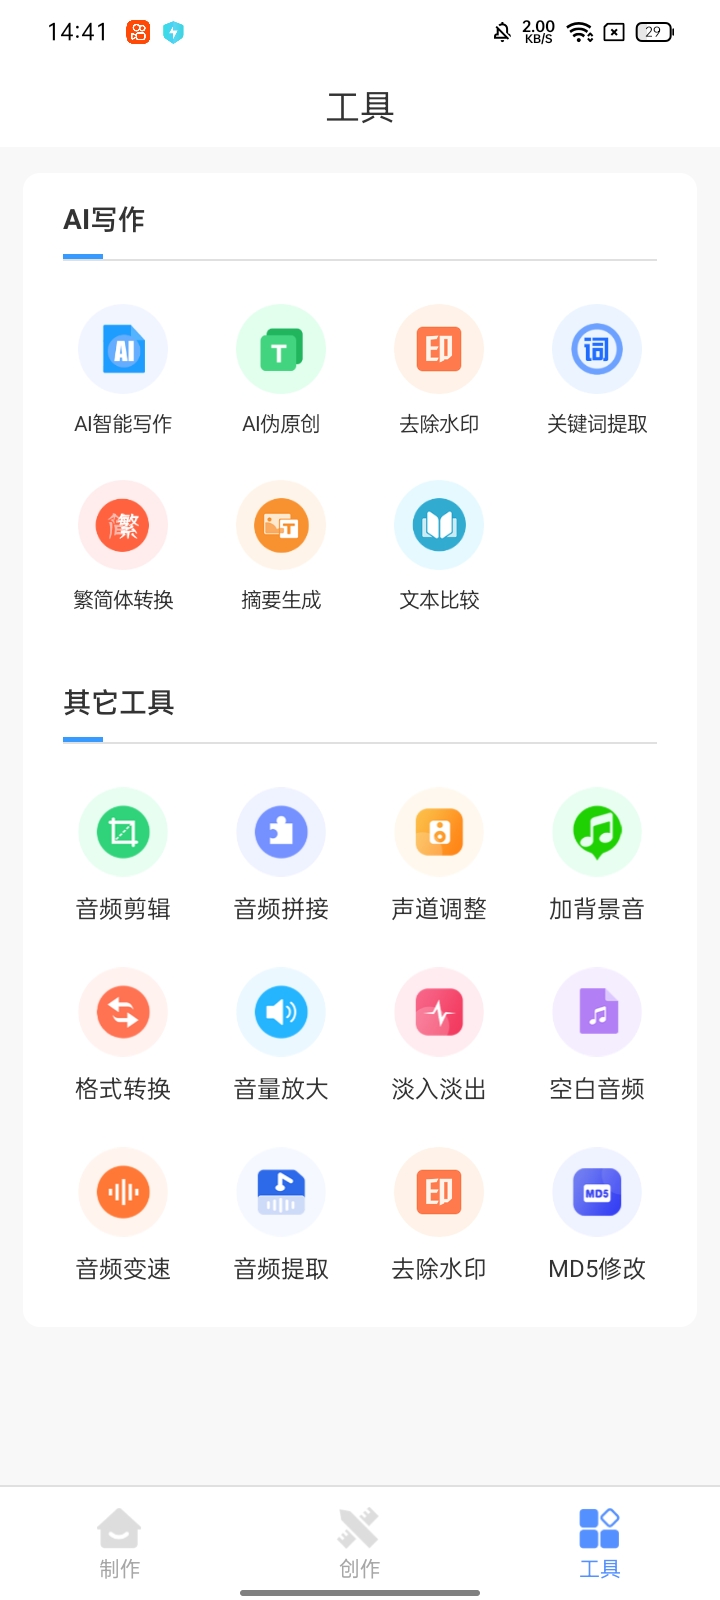 14:41
2.00
KB/S
29
工具
AI写作
AI
T
印
词
AI智能写作
AI伪原创
去除水印
关键词提取
简繁
T
繁简体转换
摘要生成
文本比较
其它工具
音频剪辑
音频拼接
声道调整
加背景音
格式转换
音量放大
淡入淡出
空白音频
印
MD5
音频变速
音频提取
去除水印
MD5修改
制作
创作
工具